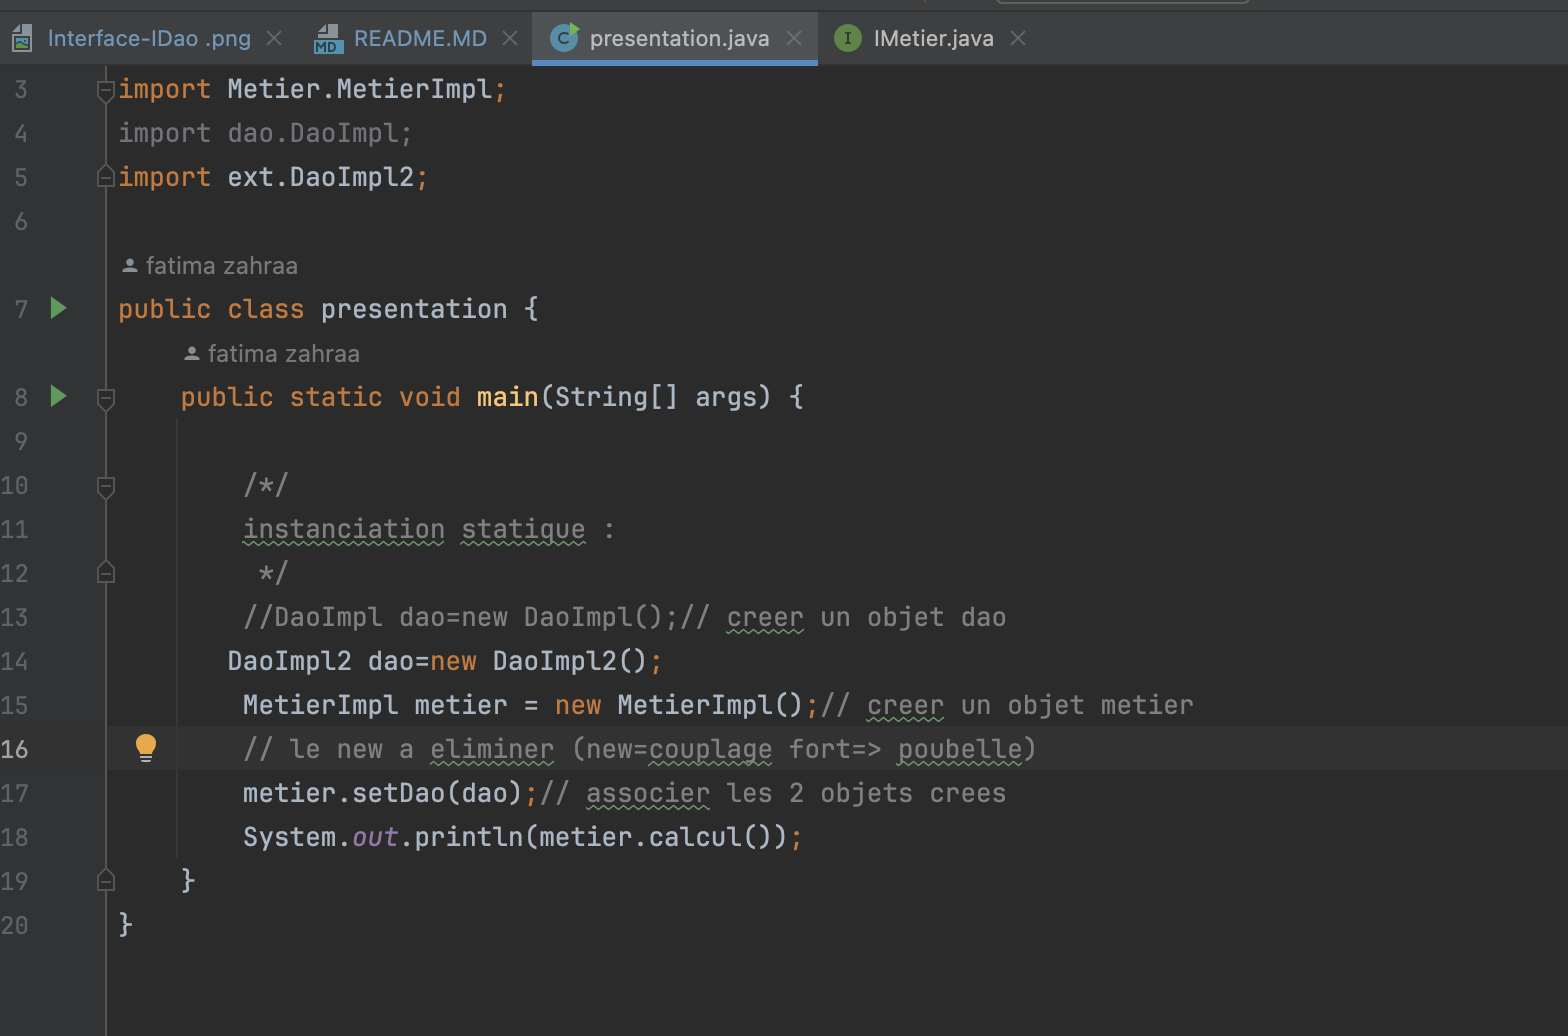 Interface-IDao .png README.MD presentation.java IMetier.java
3 import Metier.MetierImpl;
4 import dao.DaoImpl;
5 import ext.DaoImpl2;
6
fatima zahraa
7 public class presentation {
fatima zahraa
8 public static void main(String[] args) {
9
10 /*/
11 instanciation statique :
12 */
13 //DaoImpl dao=new DaoImpl();// creer un objet dao
14 DaoImpl2 dao=new DaoImpl2();
15 MetierImpl metier = new MetierImpl();// creer un objet metier
16 // le new a eliminer (new=couplage fort=> poubelle)
17 metier.setDao(dao);// associer les 2 objets crees
18 System.out.println(metier.calcul());
19 }
20 }